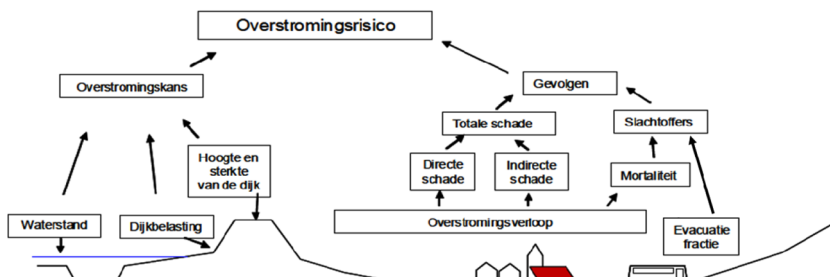 Overstromingsrisico
Overstromingskans
Gevolgen
Totale schade
Slachtoffers
Hoogte en
sterkte
van de dijk
Directe
schade
Indirecte
schade
Mortaliteit
Waterstand
Dijkbelasting
Overstromingsverloop
Evacuatie
fractie